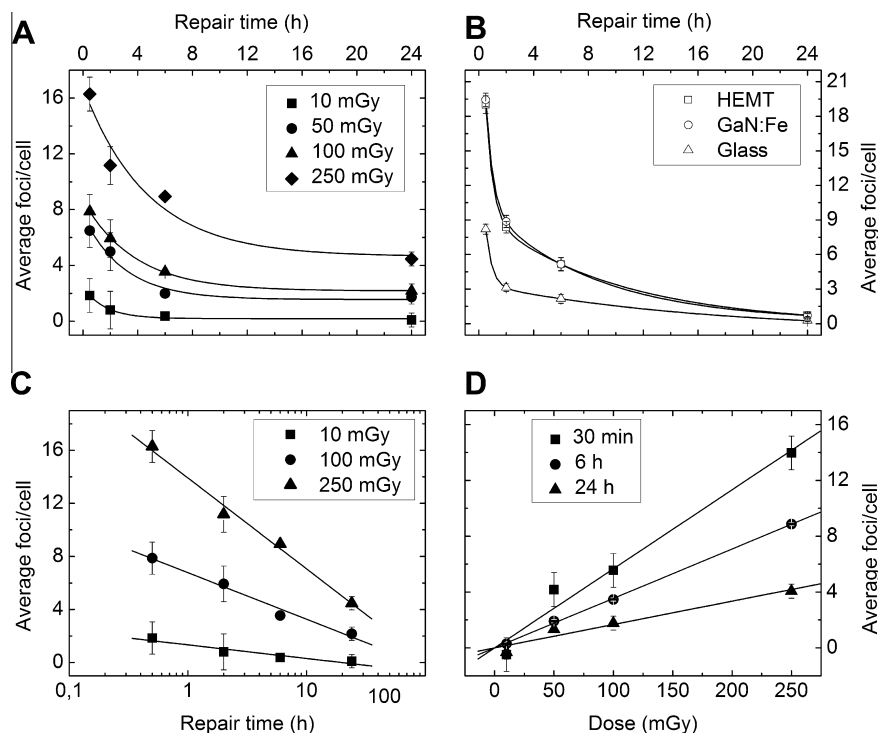 A
Repair time (h)
0 4 8 12 16 20 24
16
12
8
4
0
Average foci/cell
10 mGy
50 mGy
100 mGy
250 mGy
B
Repair time (h)
0 4 8 12 16 20 24
21
18
15
12
9
6
3
0
Average foci/cell
HEMT
GaN:Fe
Glass
C
16
12
8
4
0
Average foci/cell
10 mGy
100 mGy
250 mGy
0,1 1 10 100
Repair time (h)
D
30 min
6 h
24 h
16
12
8
4
0
Average foci/cell
0 50 100 150 200 250
Dose (mGy)